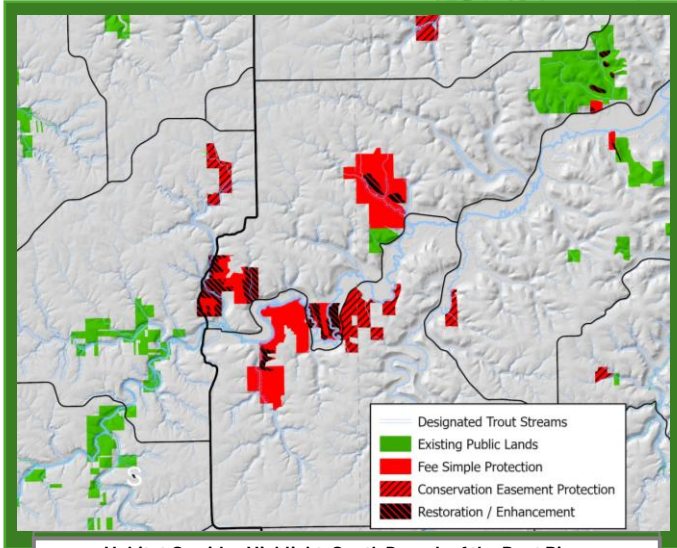 Designated Trout Streams
Existing Public Lands
Fee Simple Protection
Conservation Easement Protection
Restoration / Enhancement